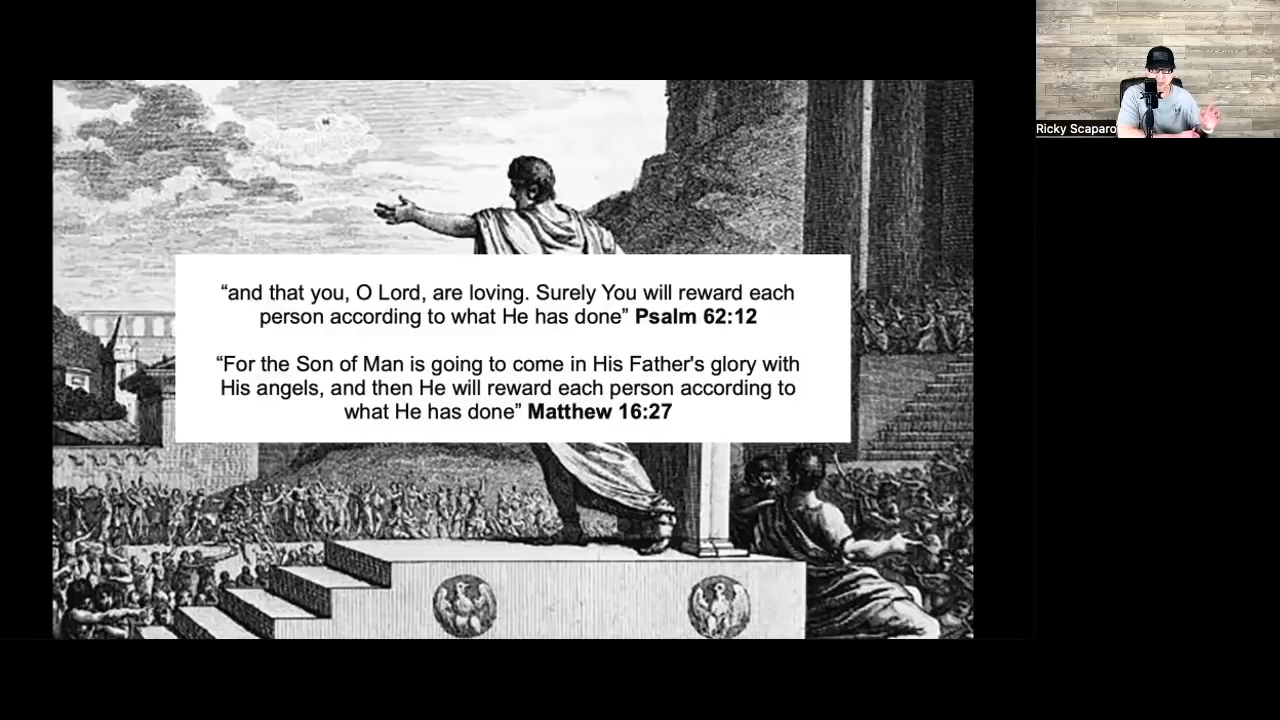 “and that you, O Lord, are loving. Surely You will reward each
person according to what He has done” Psalm 62:12
“For the Son of Man is going to come in His Father's glory with
His angels, and then He will reward each person according to
what He has done” Matthew 16:27
Ricky Scaparo